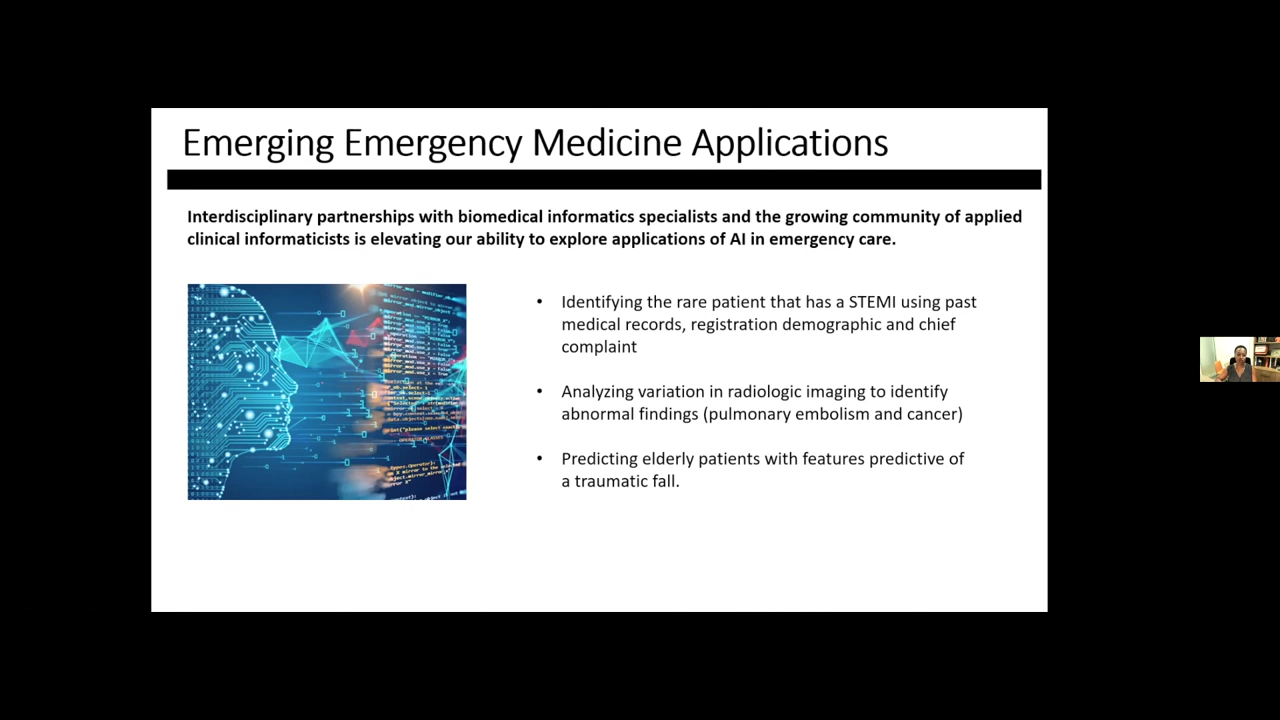 Emerging Emergency Medicine Applications
Interdisciplinary partnerships with biomedical informatics specialists and the growing community of applied
clinical informaticists is elevating our ability to explore applications of AI in emergency care.
• Identifying the rare patient that has a STEMI using past
medical records, registration demographic and chief
complaint
• Analyzing variation in radiologic imaging to identify
abnormal findings (pulmonary embolism and cancer)
• Predicting elderly patients with features predictive of
a traumatic fall.